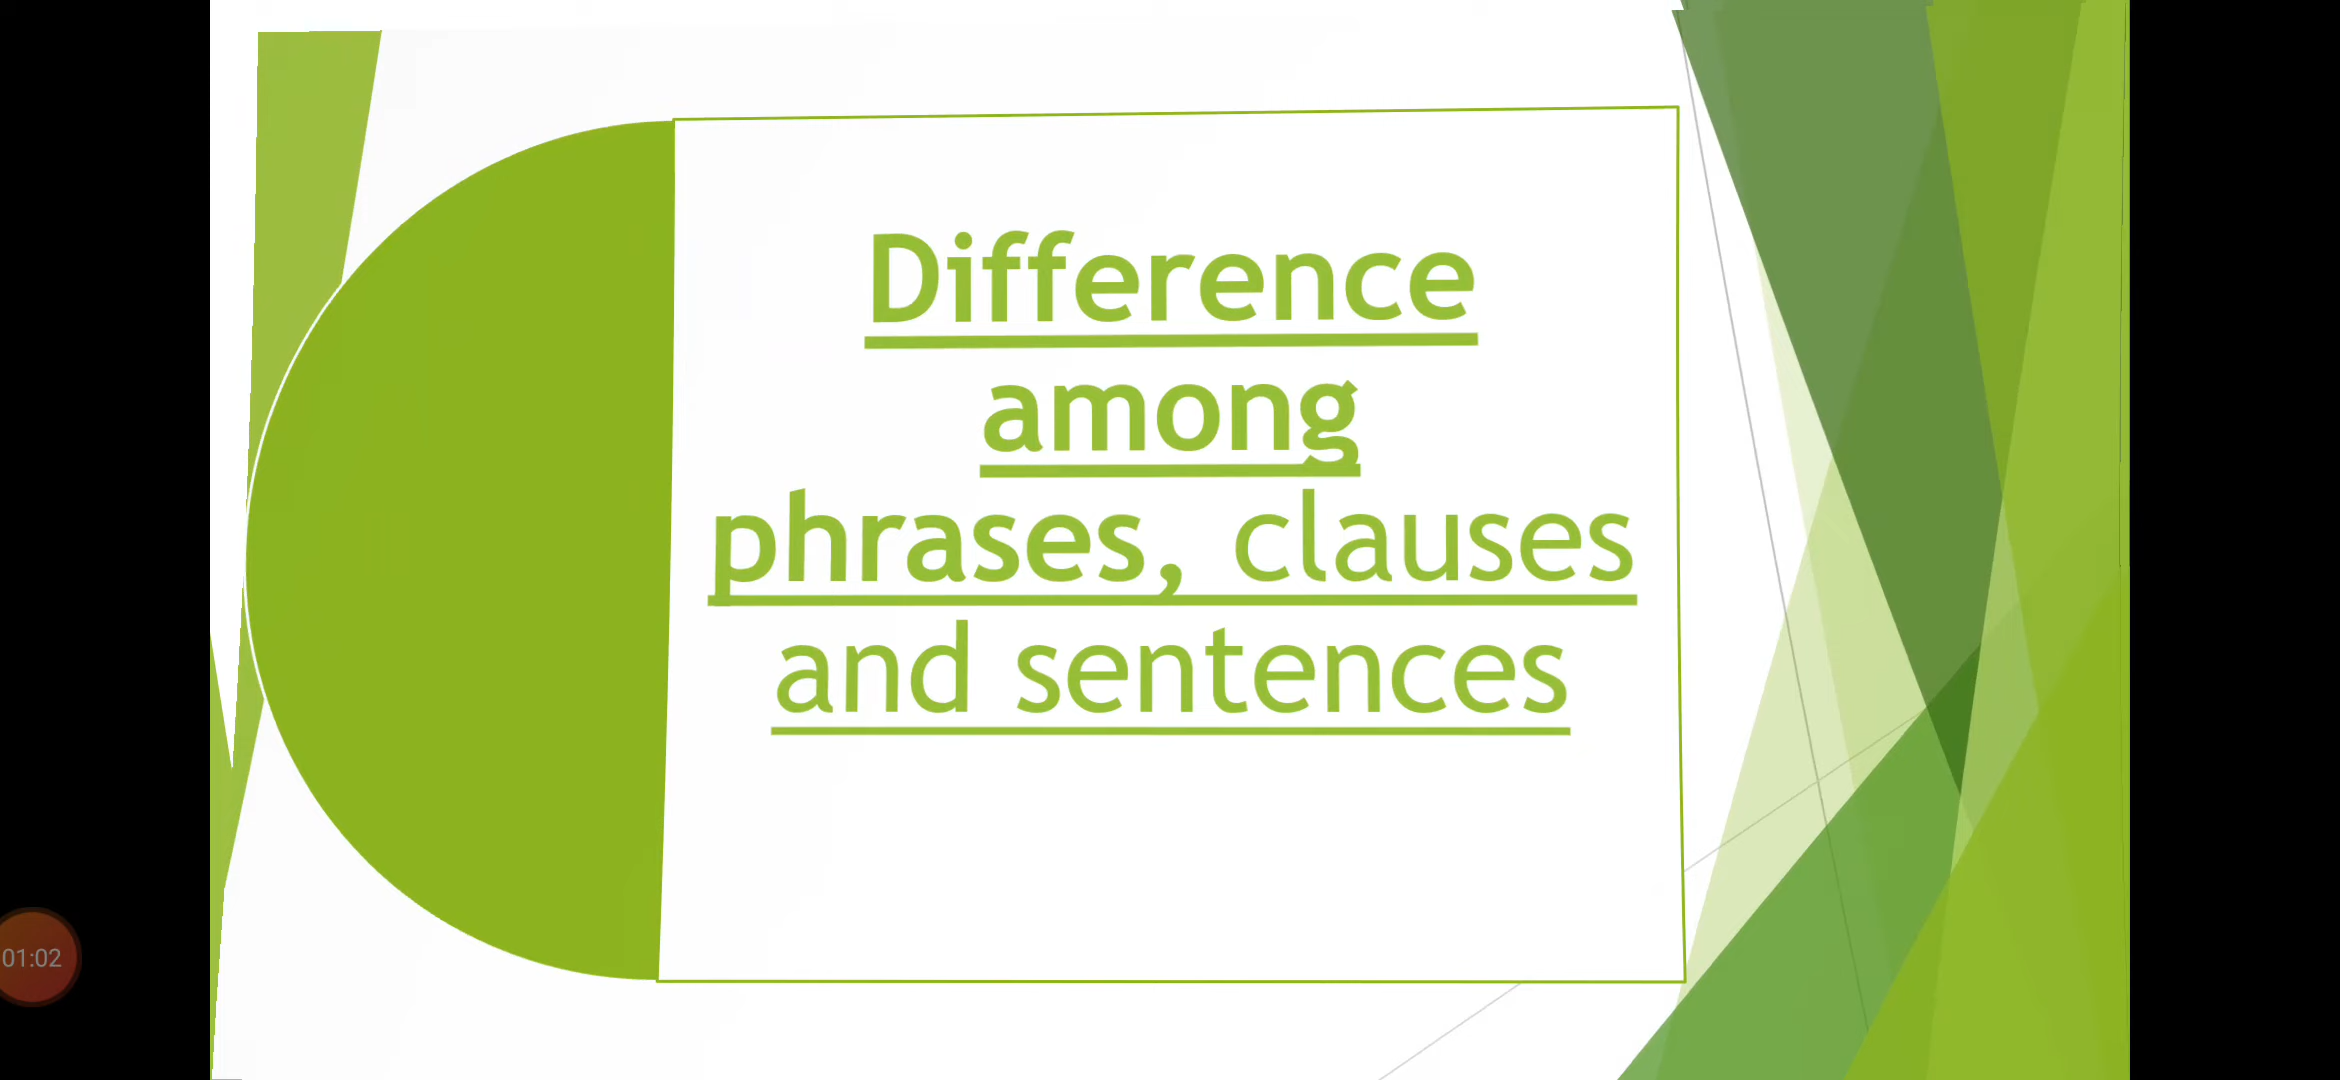 Difference
among
phrases, clauses
and sentences
01:02